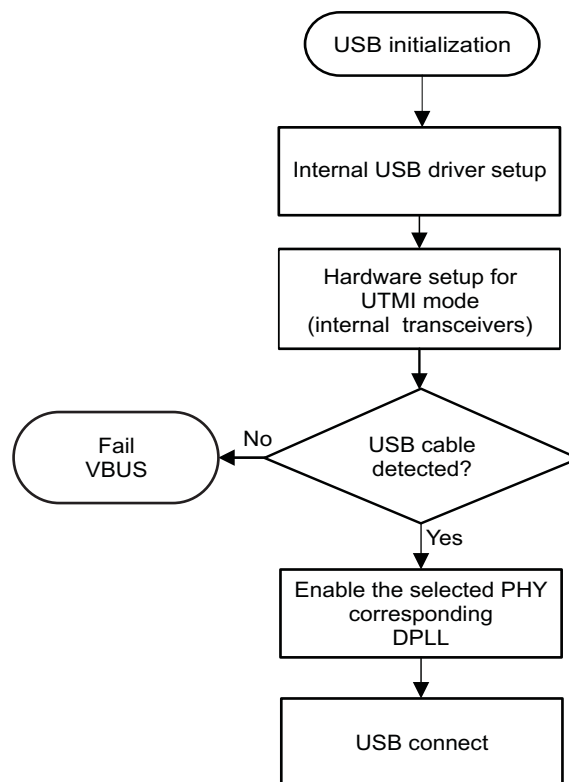 USB initialization
Internal USB driver setup
Hardware setup for
UTMI mode
(internal transceivers)
No
Fail
VBUS
USB cable
detected?
Yes
Enable the selected PHY
corresponding
DPLL
USB connect